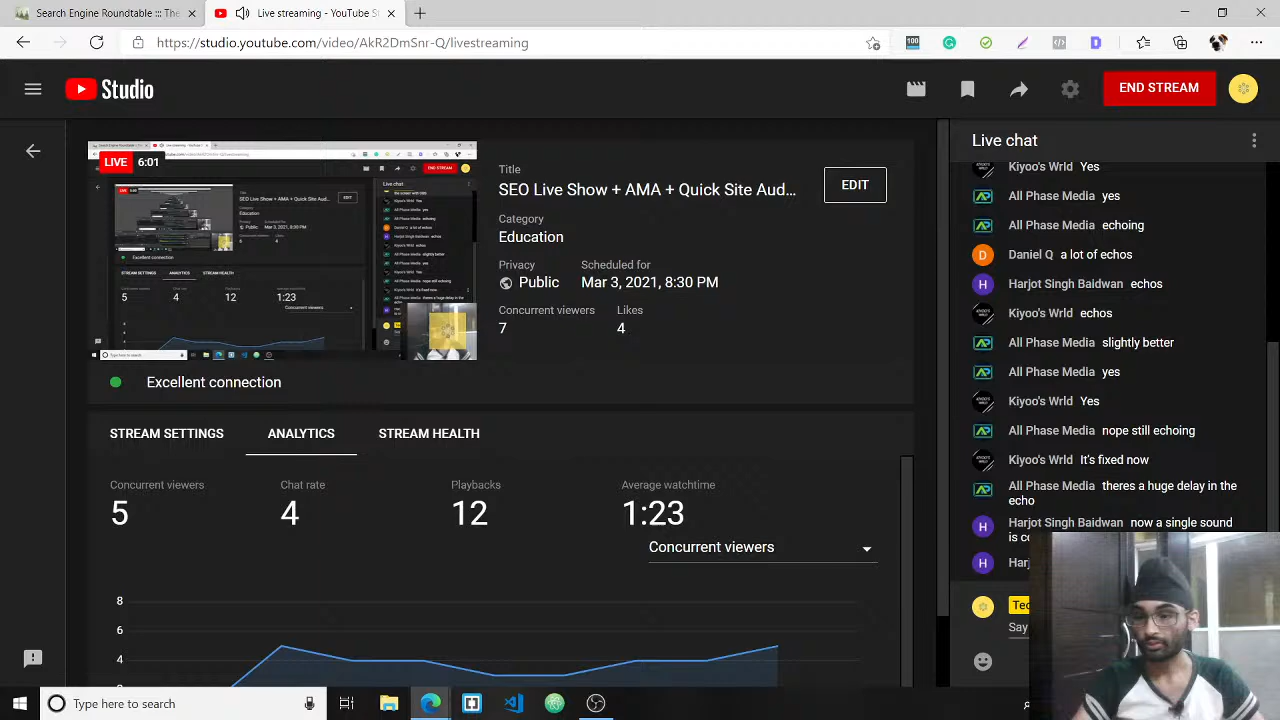 Search Engine Roundtable ::: The
Live streaming - YouTube S
https://studio.youtube.com/video/AkR2DmSnr-Q/livestreaming
100
Studio
END STREAM
LIVE 6:01
Title
SEO Live Show + AMA + Quick Site Aud...
EDIT
Category
Education
Privacy
Public
Scheduled for
Mar 3, 2021, 8:30 PM
Concurrent viewers
7
Likes
4
Excellent connection
STREAM SETTINGS
ANALYTICS
STREAM HEALTH
Concurrent viewers
5
Chat rate
4
Playbacks
12
Average watchtime
1:23
Concurrent viewers
8
6
4
Live chat
Kiyoo's Wrld Yes
All Phase Media yes
All Phase Media echoing
Daniel Q a lot of echos
Harjot Singh Baidwan echos
Kiyoo's Wrld echos
All Phase Media slightly better
All Phase Media yes
Kiyoo's Wrld Yes
All Phase Media nope still echoing
Kiyoo's Wrld It's fixed now
All Phase Media theres a huge delay in the
echo
Harjot Singh Baidwan now a single sound
is
Type here to search